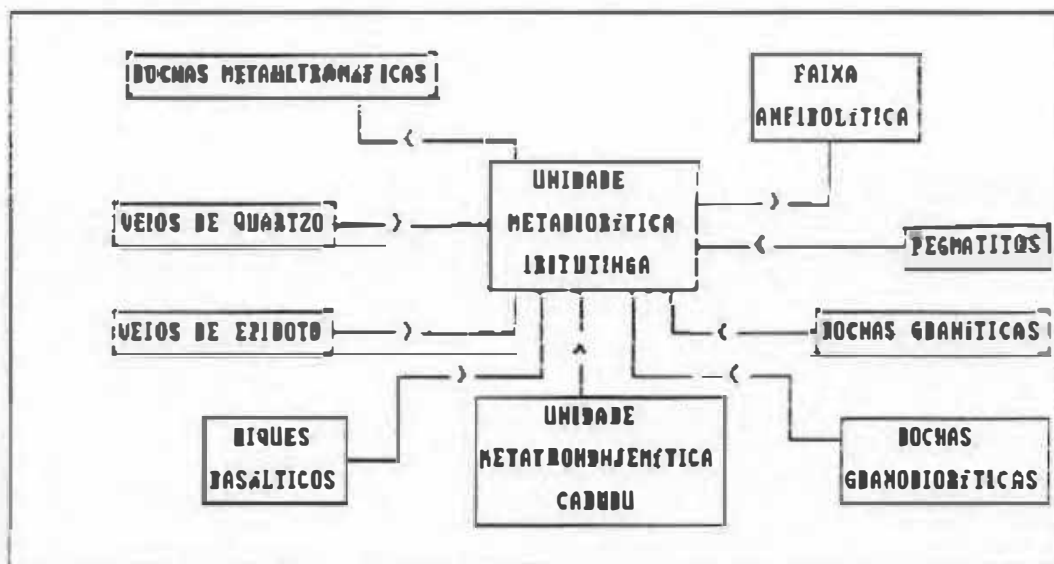 ROCHAS METAULTRAMÁFICAS
FAIXA
ANFIBOLÍTICA
UNIDADE
METADIORÍTICA
IBITUTINGA
VEIOS DE QUARTZO
PEGMATITOS
VEIOS DE EPIDOTO
ROCHAS GRANÍTICAS
DIQUES
BASÁLTICOS
UNIDADE
METATRONDHJEMÍTICA
CABURU
ROCHAS
GRANODIORÍTICAS